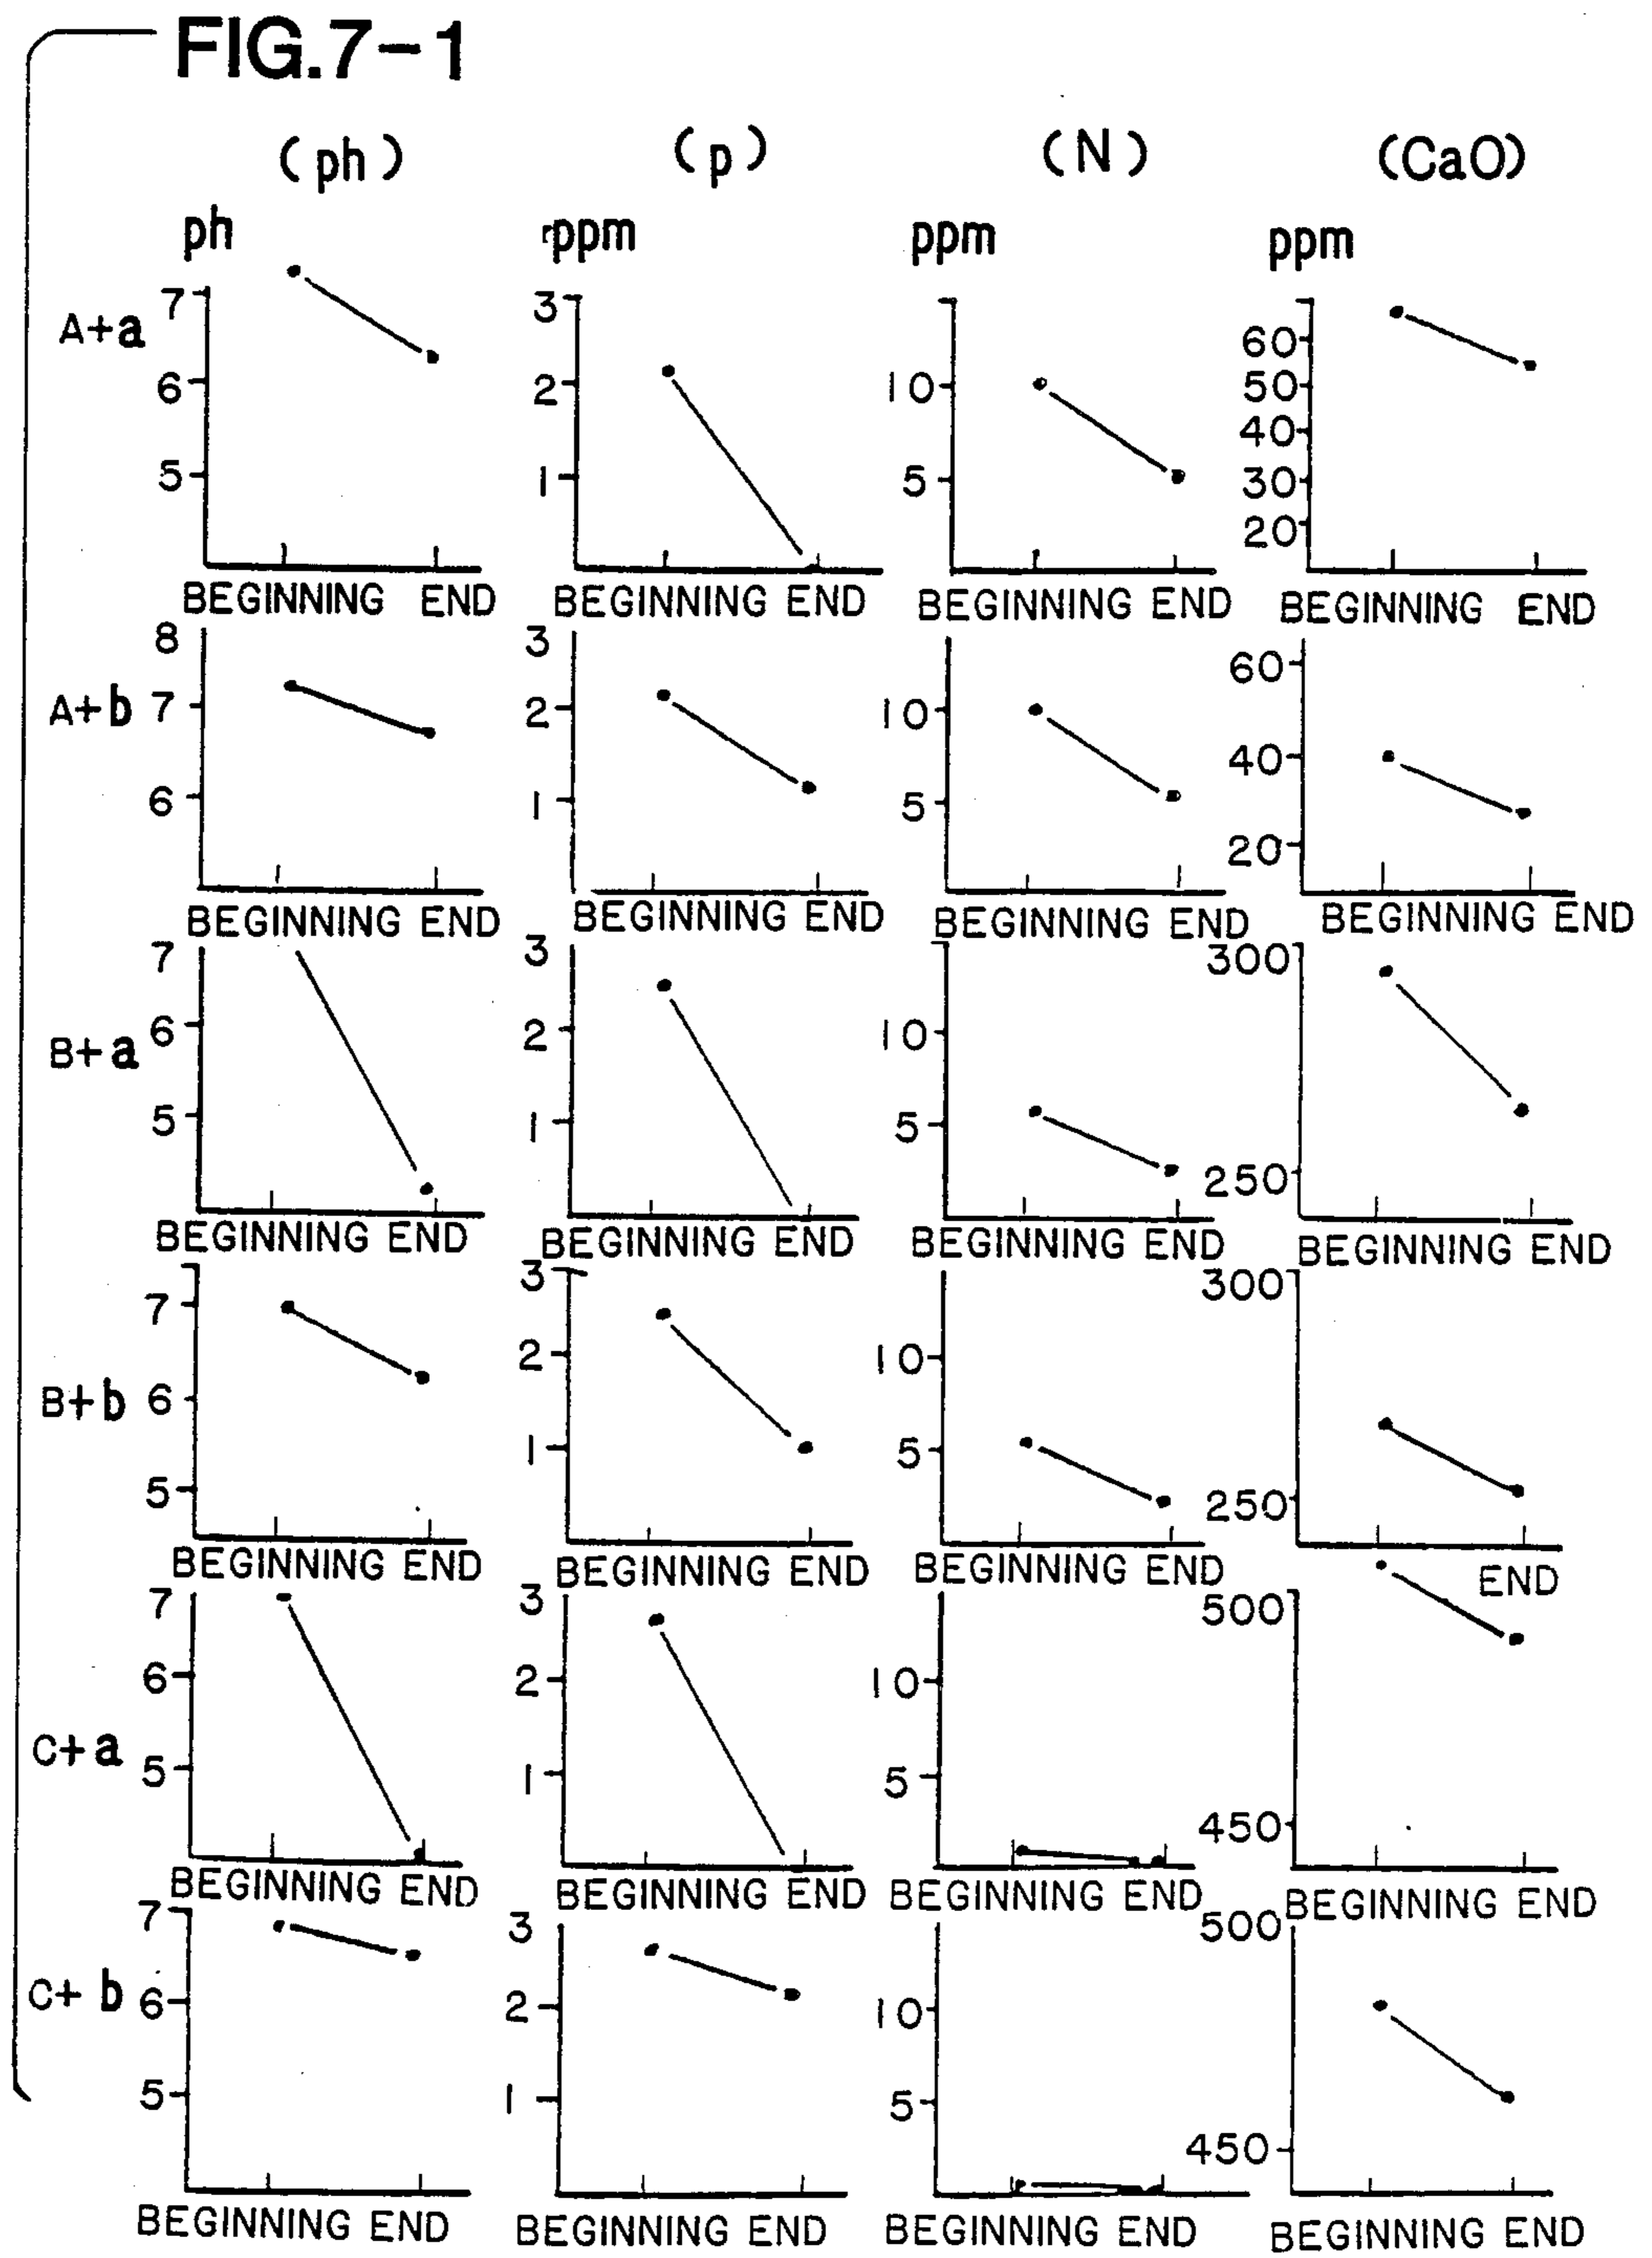 FIG.7-1
(ph) (p) (N) (CaO)
ph ppm ppm ppm
A+a
7
6
5
BEGINNING END
3
2
1
BEGINNING END
10
5
BEGINNING END
60
50
40
30
20
BEGINNING END
A+b
8
7
6
BEGINNING END
3
2
1
BEGINNING END
10
5
BEGINNING END
60
40
20
BEGINNING END
B+a
7
6
5
BEGINNING END
3
2
1
BEGINNING END
10
5
BEGINNING END
300
250
BEGINNING END
B+b
7
6
5
BEGINNING END
3
2
1
BEGINNING END
10
5
BEGINNING END
300
250
END
C+a
7
6
5
BEGINNING END
3
2
1
BEGINNING END
10
5
BEGINNING END
500
450
BEGINNING END
C+b
7
6
5
BEGINNING END
3
2
1
BEGINNING END
10
5
BEGINNING END
500
450
BEGINNING END